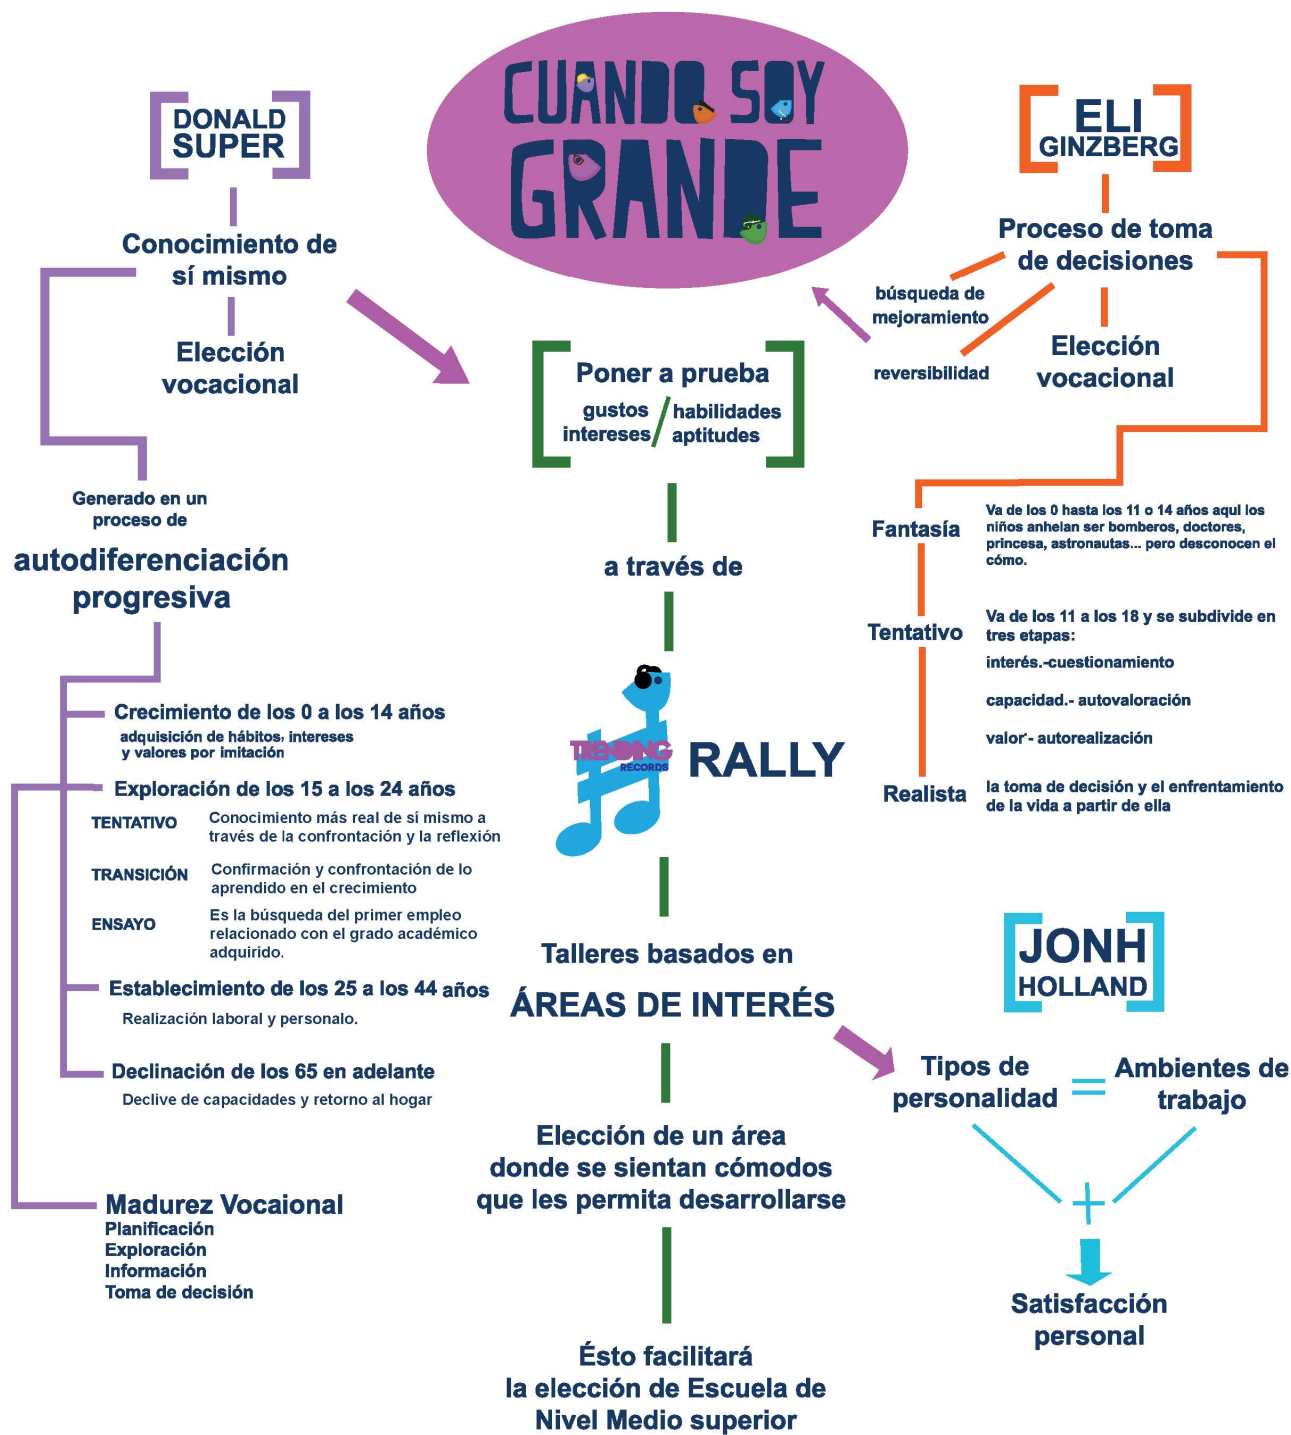 CUANDO SOY
GRANDE
DONALD
SUPER
Conocimiento de
sí mismo
Elección
vocacional
Generado en un
proceso de
autodiferenciación
progresiva
Crecimiento de los 0 a los 14 años
adquisición de hábitos, intereses
y valores por imitación
Exploración de los 15 a los 24 años
TENTATIVO
Conocimiento más real de sí mismo a
través de la confrontación y la reflexión
TRANSICIÓN
Confirmación y confrontación de lo
aprendido en el crecimiento
ENSAYO
Es la búsqueda del primer empleo
relacionado con el grado académico
adquirido.
Establecimiento de los 25 a los 44 años
Realización laboral y personalo.
Declinación de los 65 en adelante
Declive de capacidades y retorno al hogar
Madurez Vocaional
Planificación
Exploración
Información
Toma de decisión
Poner a prueba
gustos / habilidades
intereses / aptitudes
a través de
TRENDING
RECORDS
RALLY
Talleres basados en
ÁREAS DE INTERÉS
Elección de un área
donde se sientan cómodos
que les permita desarrollarse
Ésto facilitará
la elección de Escuela de
Nivel Medio superior
ELI
GINZBERG
Proceso de toma
de decisiones
búsqueda de
mejoramiento
reversibilidad
Elección
vocacional
Fantasía
Va de los 0 hasta los 11 o 14 años aquI los
niños anhelan ser bomberos, doctores,
princesa, astronautas... pero desconocen el
cómo.
Tentativo
Va de los 11 a los 18 y se subdivide en
tres etapas:
interés.-cuestionamiento
capacidad.- autovaloración
valor'- autorealización
Realista
la toma de decisión y el enfrentamiento
de la vida a partir de ella
JONH
HOLLAND
Tipos de
personalidad
=
Ambientes de
trabajo
+
Satisfacción
personal